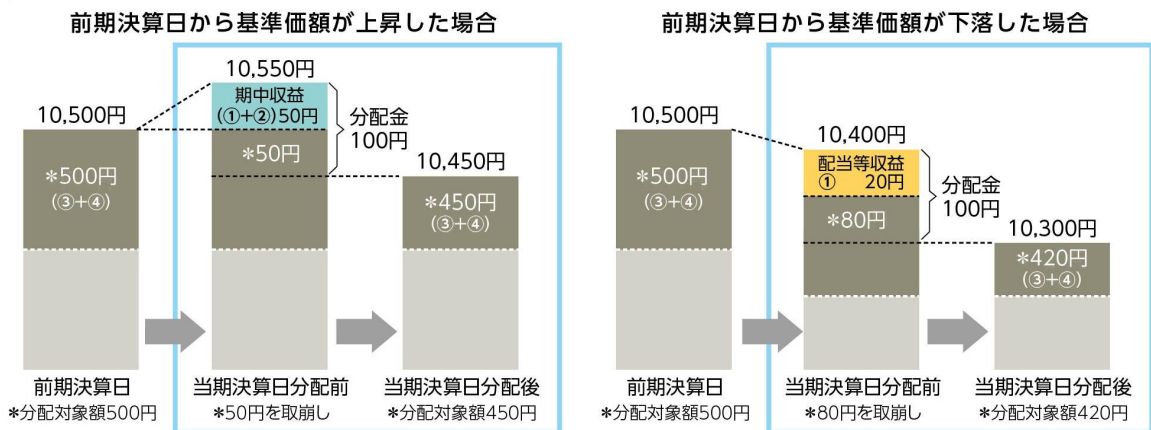 前期決算日から基準価額が上昇した場合
10,550円
期中収益
(①+②)50円
10,500円
分配金
100円
*50円
10,450円
*500円
(③+④)
*450円
(③+④)
前期決算日
*分配対象額500円
当期決算日分配前
*50円を取崩し
当期決算日分配後
*分配対象額450円
前期決算日から基準価額が下落した場合
10,500円
10,400円
配当等収益
① 20円
分配金
100円
*500円
(③+④)
*80円
10,300円
*420円
(③+④)
前期決算日
*分配対象額500円
当期決算日分配前
*80円を取崩し
当期決算日分配後
*分配対象額420円